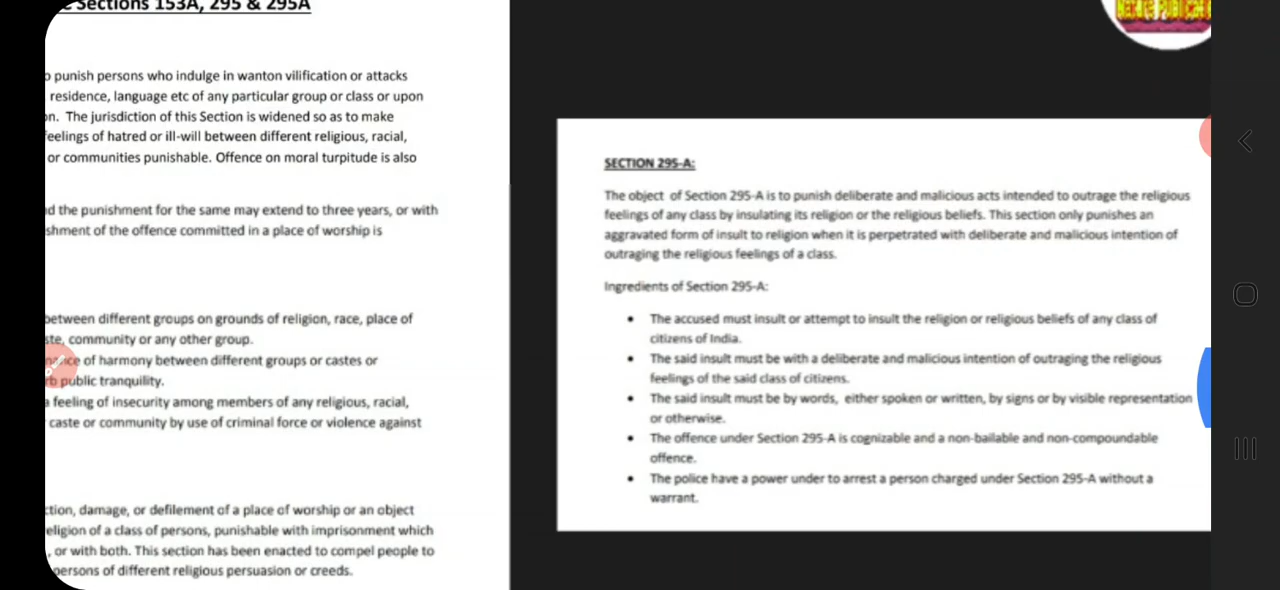 Sections 153A, 295 & 295A
punish persons who indulge in wanton vilification or attacks
residence, language etc of any particular group or class or upon
on. The jurisdiction of this Section is widened so as to make
feelings of hatred or ill-will between different religious, racial,
or communities punishable. Offence on moral turpitude is also
d the punishment for the same may extend to three years, or with
shment of the offence committed in a place of worship is
between different groups on grounds of religion, race, place of
ste, community or any other group.
of harmony between different groups or castes or
public tranquility.
a feeling of insecurity among members of any religious, racial,
caste or community by use of criminal force or violence against
ction, damage, or defilement of a place of worship or an object
eligion of a class of persons, punishable with imprisonment which
, or with both. This section has been enacted to compel people to
persons of different religious persuasion or creeds.
SECTION 295-A:
The object of Section 295-A is to punish deliberate and malicious acts intended to outrage the religious
feelings of any class by insulting its religion or the religious beliefs. This section only punishes an
aggravated form of insult to religion when it is perpetrated with deliberate and malicious intention of
outraging the religious feelings of a class.
Ingredients of Section 295-A:
• The accused must insult or attempt to insult the religion or religious beliefs of any class of
citizens of India.
• The said insult must be with a deliberate and malicious intention of outraging the religious
feelings of the said class of citizens.
• The said insult must be by words, either spoken or written, by signs or by visible representation
or otherwise.
• The offence under Section 295-A is cognizable and a non-bailable and non-compoundable
offence.
• The police have a power under to arrest a person charged under Section 295-A without a
warrant.